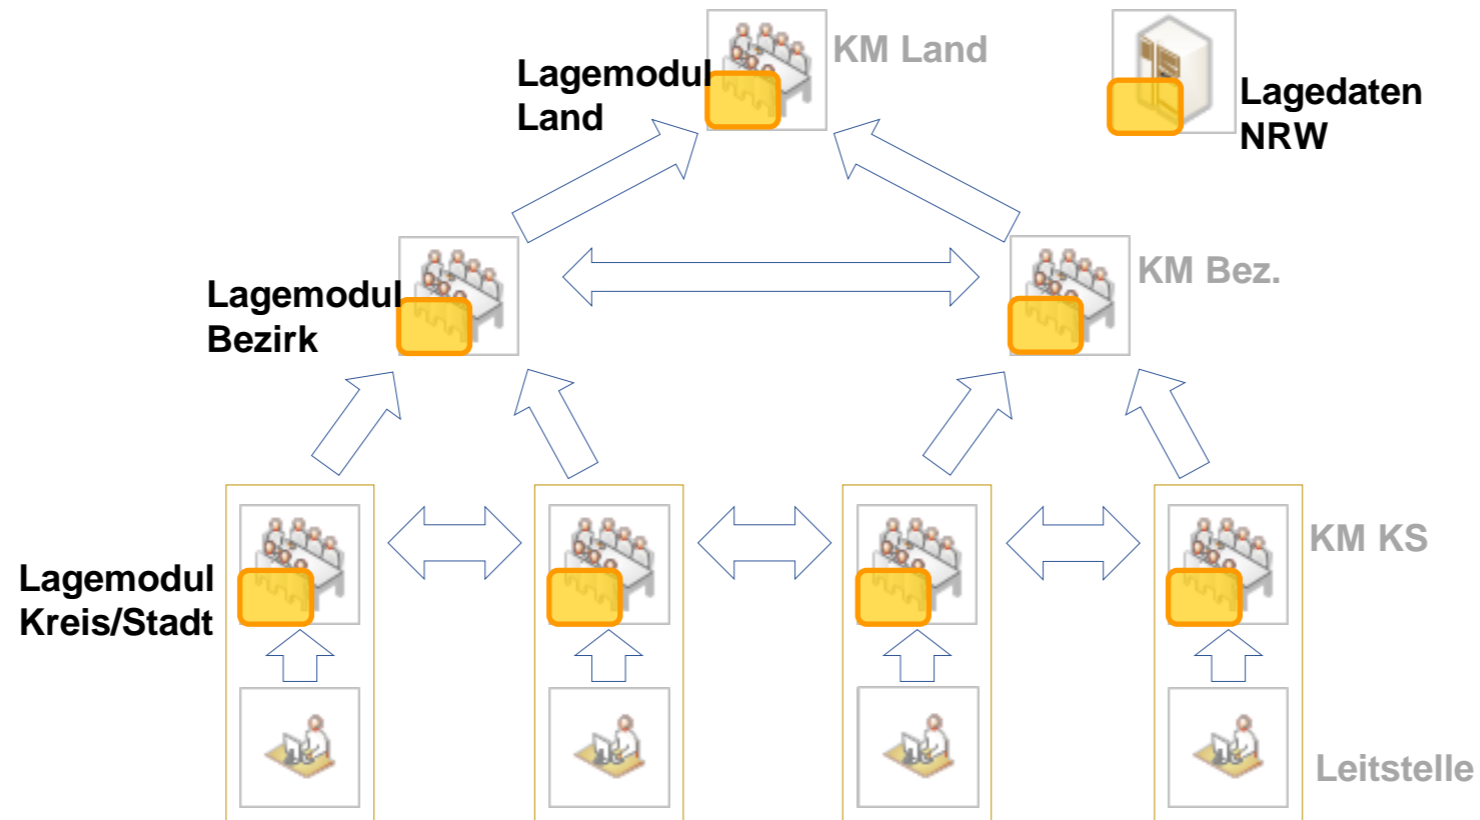 KM Land
Lagemodul
Land
Lagedaten
NRW
KM Bez.
Lagemodul
Bezirk
KM KS
Lagemodul
Kreis/Stadt
Leitstelle